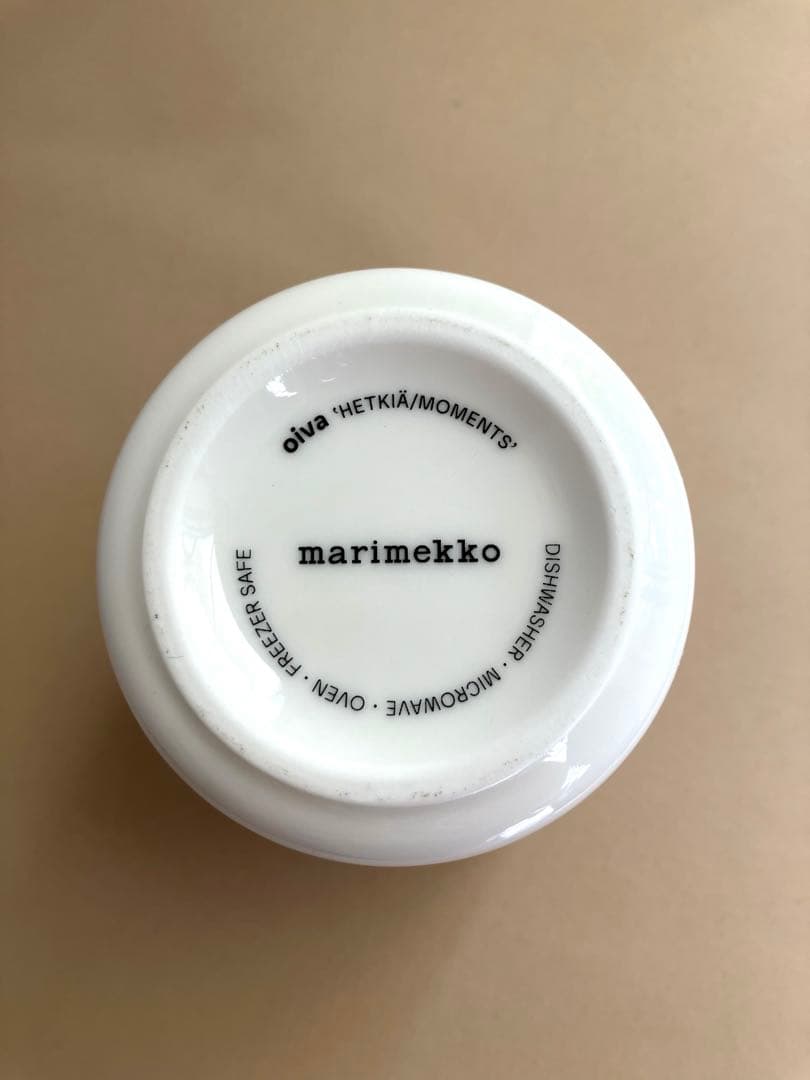 oiva ‘HETKIÄ/MOMENTS’
marimekko
DISHWASHER · MICROWAVE · OVEN · FREEZER SAFE